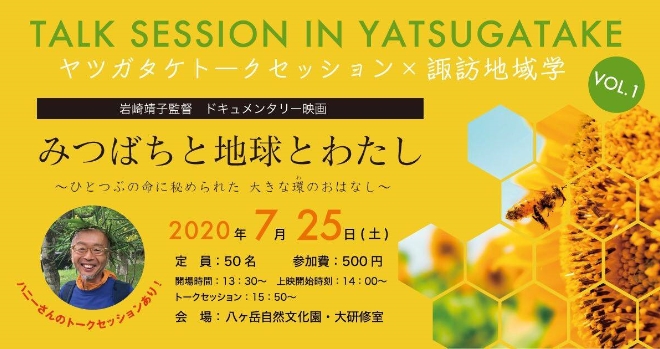 TALK SESSION IN YATSUGATAKE
ヤツガタケトークセッション×諏訪地域学
VOL.1
岩崎靖子監督 ドキュメンタリー映画
みつばちと地球とわたし
～ひとつぶの命に秘められた 大きな環のおはなし～
わ
2020年7月25日(土)
定 員：50名 参加費：500円
開場時間：13：30～ 上映開始時刻：14：00～
トークセッション：15：50～
会 場：八ヶ岳自然文化園・大研修室
ハニーさんのトークセッションあり！